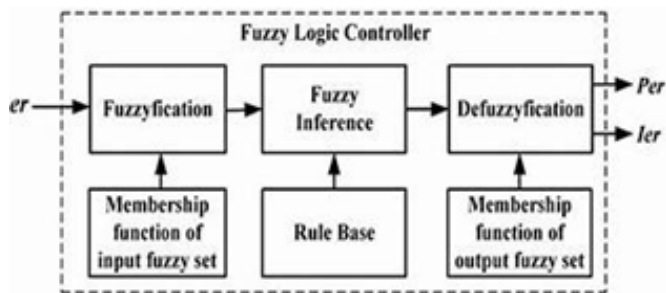 Fuzzy Logic Controller
er
Fuzzyfication
Fuzzy
Inference
Defuzzyfication
Per
Ier
Membership
function of
input fuzzy set
Rule Base
Membership
function of
output fuzzy set